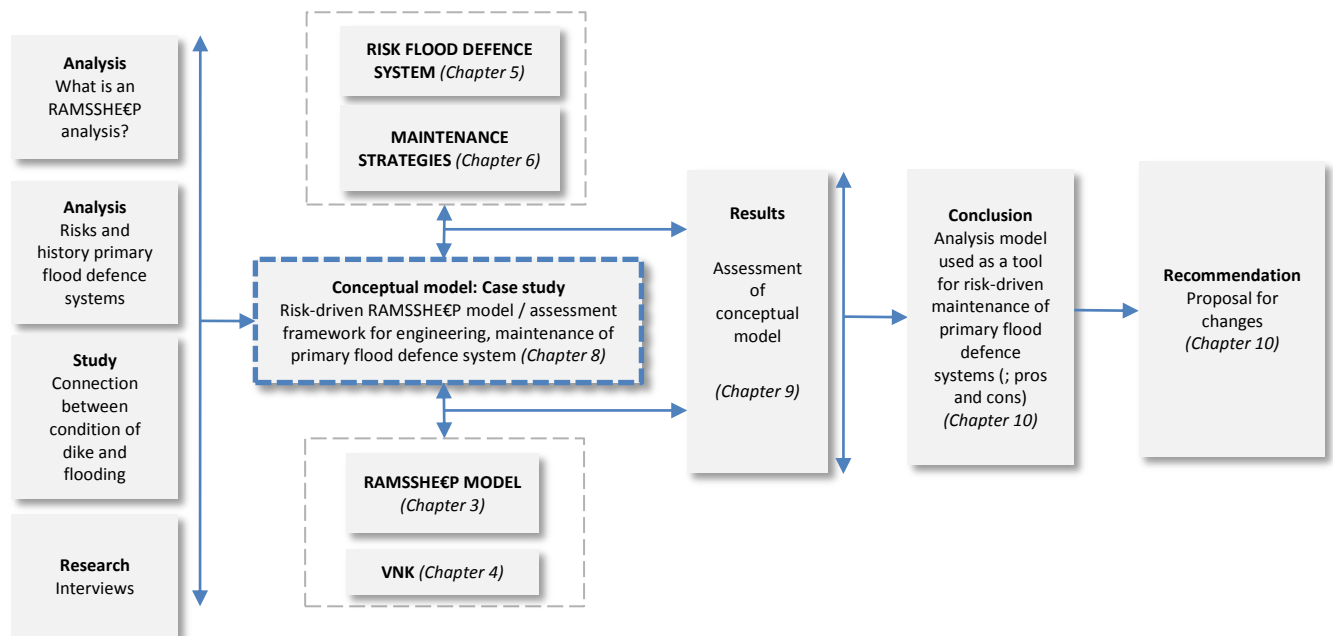 Analysis
What is an
RAMSSHE€P
analysis?
Analysis
Risks and
history primary
flood defence
systems
Study
Connection
between
condition of
dike and
flooding
Research
Interviews
RISK FLOOD DEFENCE
SYSTEM (Chapter 5)
MAINTENANCE
STRATEGIES (Chapter 6)
Conceptual model: Case study
Risk-driven RAMSSHE€P model / assessment
framework for engineering, maintenance of
primary flood defence system (Chapter 8)
RAMSSHE€P MODEL
(Chapter 3)
VNK (Chapter 4)
Results
Assessment
of
conceptual
model
(Chapter 9)
Conclusion
Analysis model
used as a tool
for risk-driven
maintenance of
primary flood
defence
systems (; pros
and cons)
(Chapter 10)
Recommendation
Proposal for
changes
(Chapter 10)